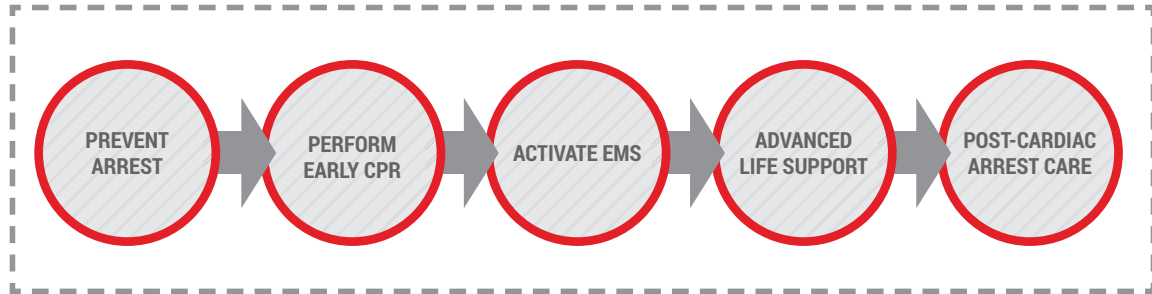 PREVENT
ARREST
PERFORM
EARLY CPR
ACTIVATE EMS
ADVANCED
LIFE SUPPORT
POST-CARDIAC
ARREST CARE